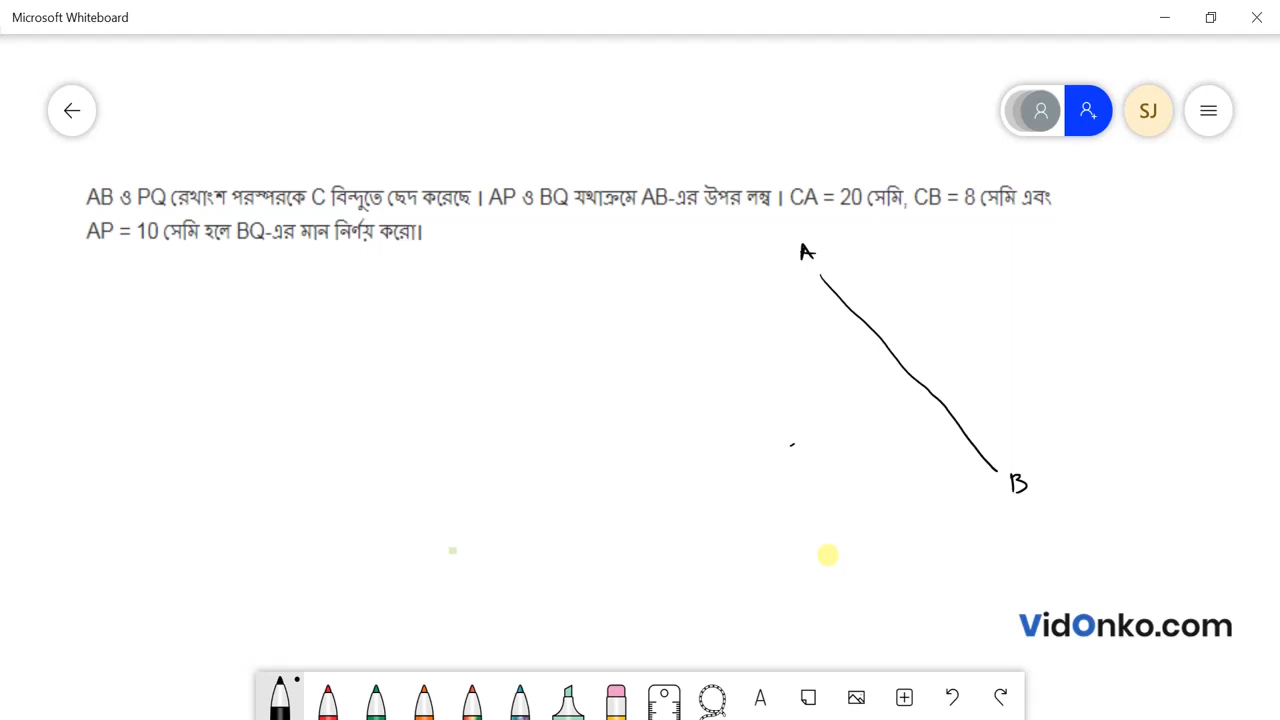 Microsoft Whiteboard
SJ
AB ও PQ রেখাংশ পরস্পরকে C বিন্দুতে ছেদ করেছে । AP ও BQ যথাক্রমে AB-এর উপর লম্ব । CA = 20 সেমি, CB = 8 সেমি এবং
AP = 10 সেমি হলে BQ-এর মান নির্ণয় করো।
A
B
VidOnko.com
A